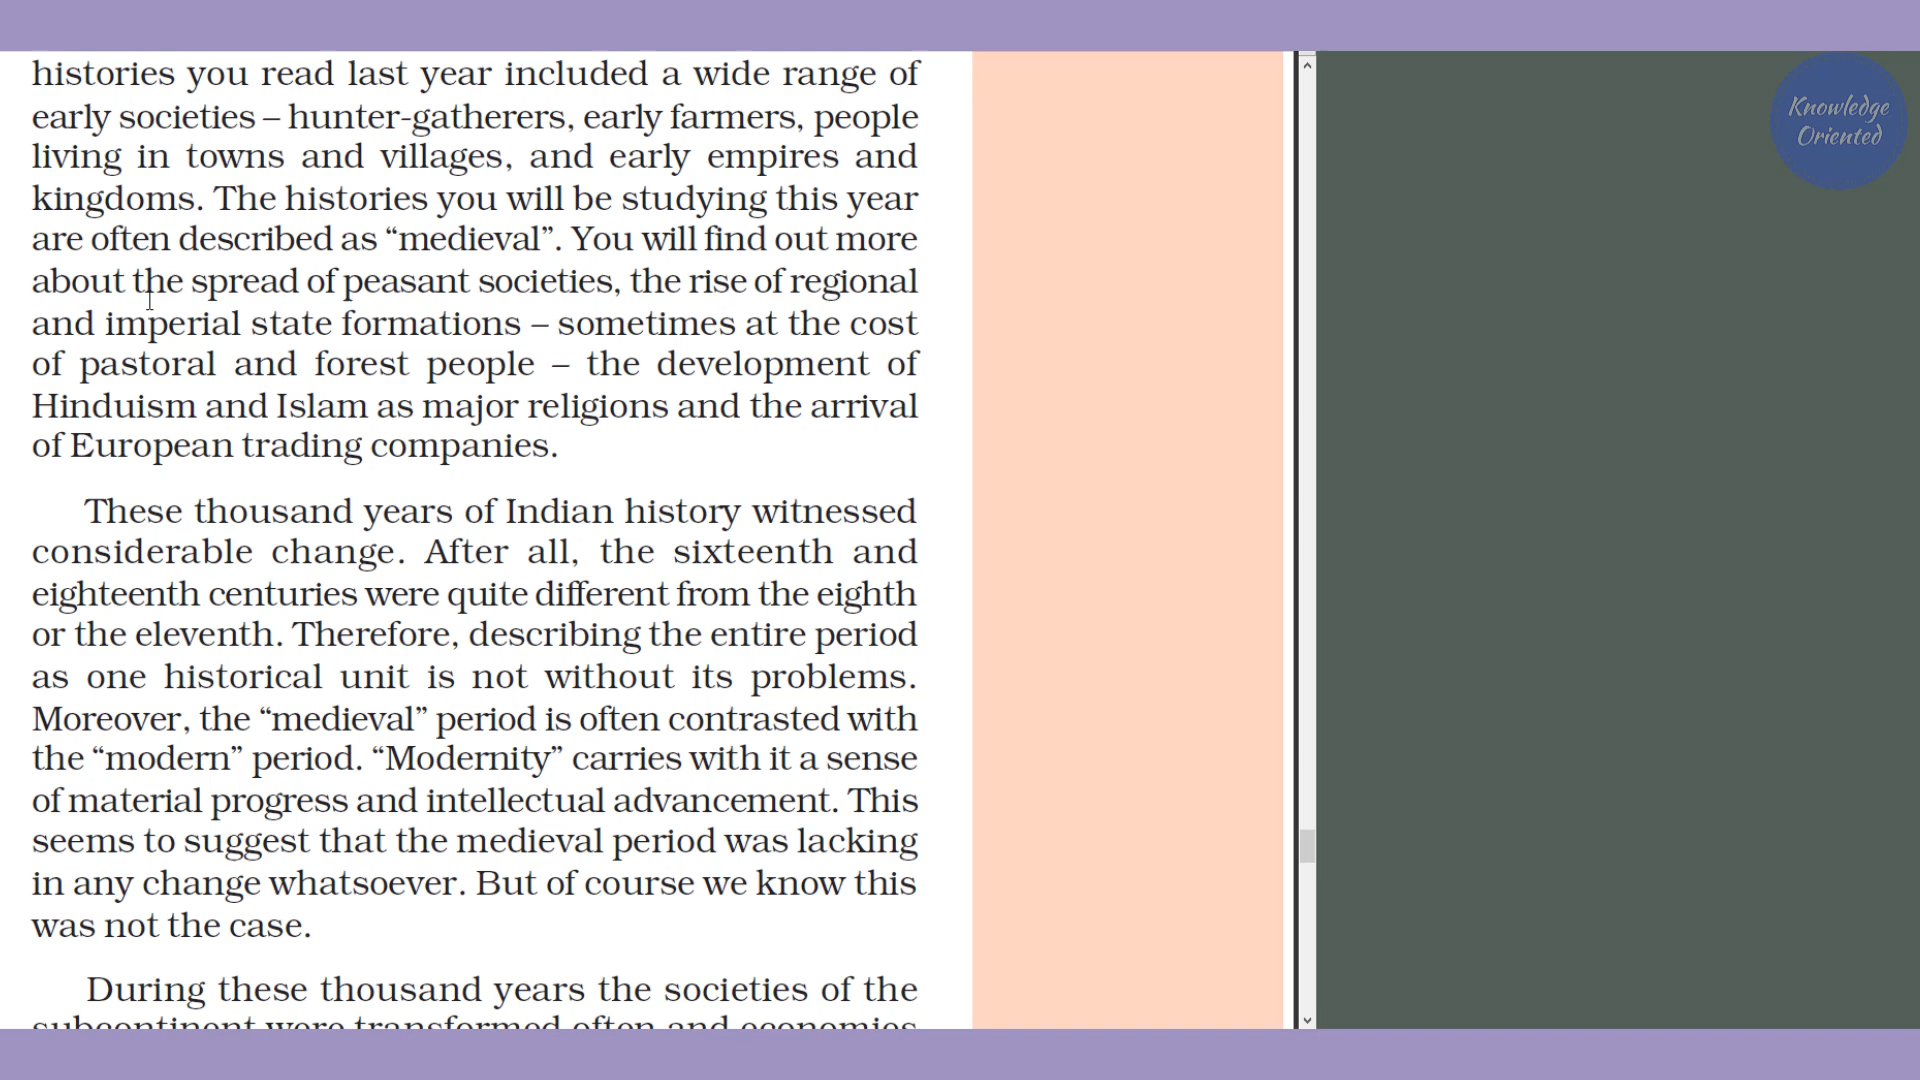 histories you read last year included a wide range of
early societies – hunter-gatherers, early farmers, people
living in towns and villages, and early empires and
kingdoms. The histories you will be studying this year
are often described as “medieval”. You will find out more
about the spread of peasant societies, the rise of regional
and imperial state formations – sometimes at the cost
of pastoral and forest people – the development of
Hinduism and Islam as major religions and the arrival
of European trading companies.
These thousand years of Indian history witnessed
considerable change. After all, the sixteenth and
eighteenth centuries were quite different from the eighth
or the eleventh. Therefore, describing the entire period
as one historical unit is not without its problems.
Moreover, the “medieval” period is often contrasted with
the “modern” period. “Modernity” carries with it a sense
of material progress and intellectual advancement. This
seems to suggest that the medieval period was lacking
in any change whatsoever. But of course we know this
was not the case.
During these thousand years the societies of the
subcontinent were transformed often and economies
Knowledge
Oriented